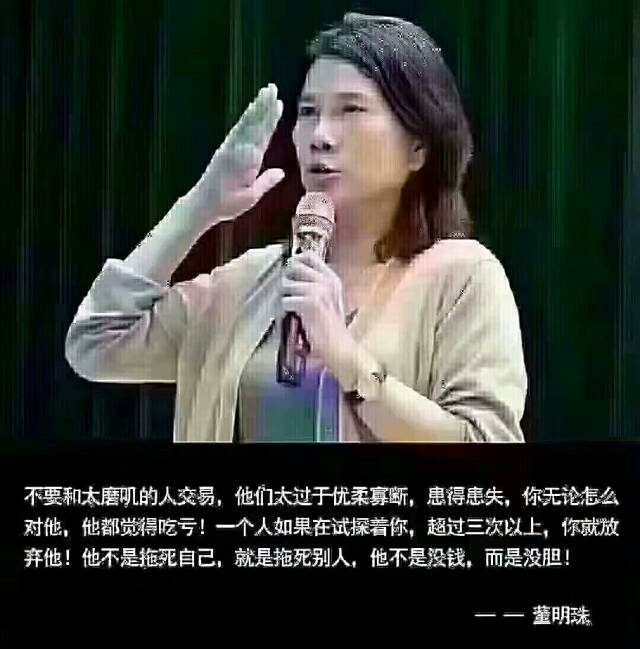 不要和太磨叽的人交易，他们太过于优柔寡断，患得患失，你无论怎么
对他，他都觉得吃亏！一个人如果在试探着你，超过三次以上，你就放
弃他！他不是拖死自己，就是拖死别人，他不是没钱，而是没胆！
— — 董明珠